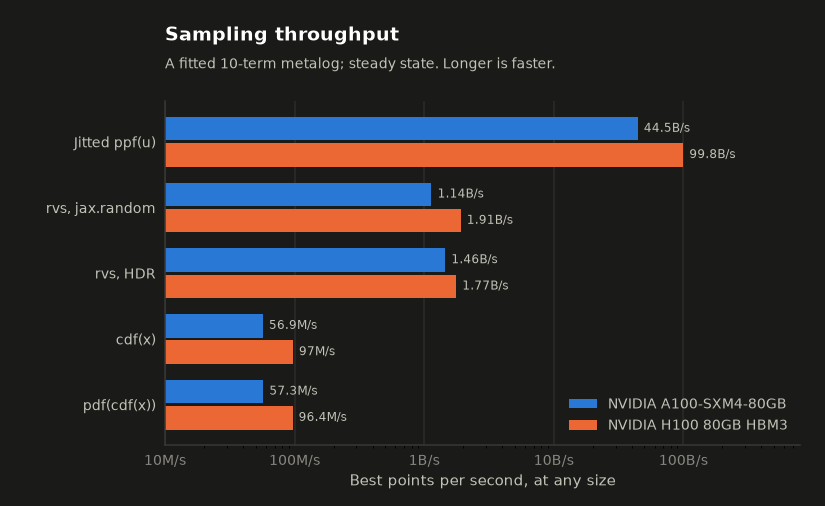 Sampling throughput
A fitted 10-term metalog; steady state. Longer is faster.
Jitted ppf(u)
44.5B/s
99.8B/s
rvs, jax.random
1.14B/s
1.91B/s
rvs, HDR
1.46B/s
1.77B/s
cdf(x)
56.9M/s
97M/s
pdf(cdf(x))
57.3M/s
96.4M/s
NVIDIA A100-SXM4-80GB
NVIDIA H100 80GB HBM3
10M/s 100M/s 1B/s 10B/s 100B/s
Best points per second, at any size